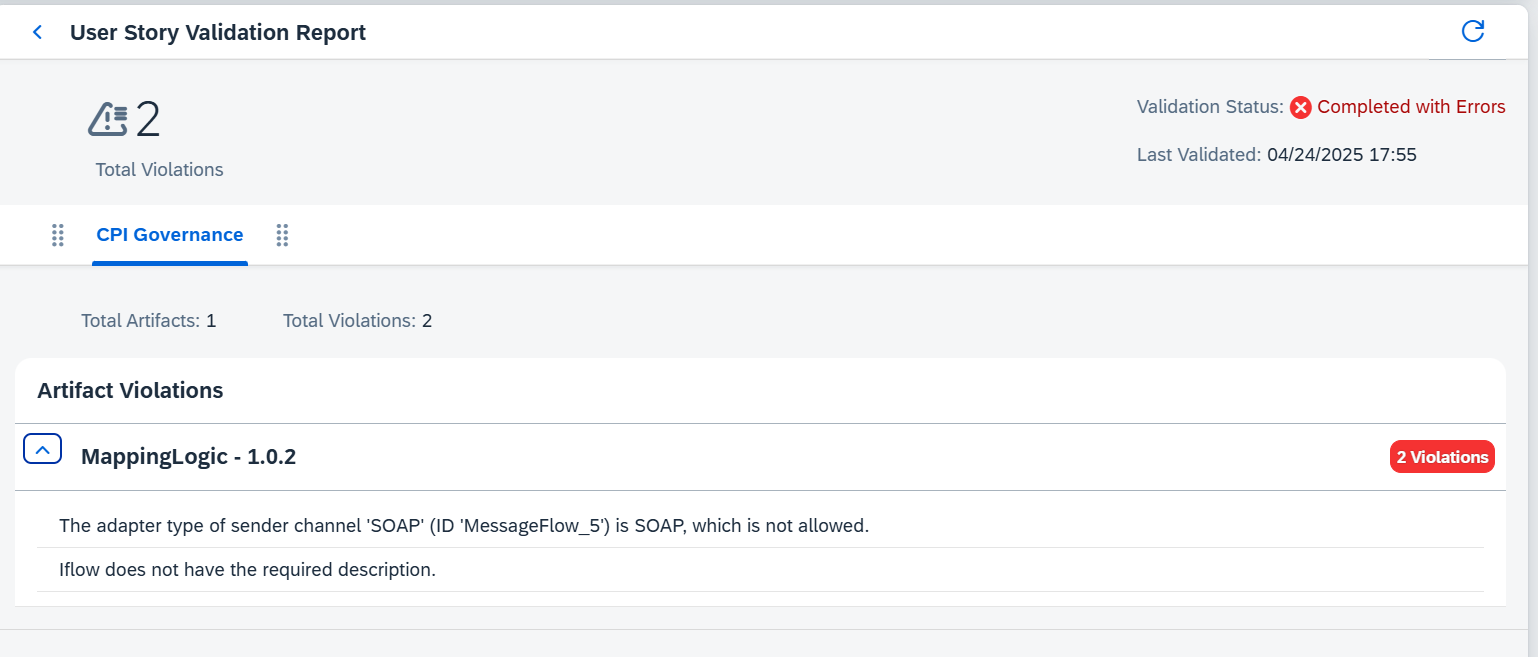 User Story Validation Report
2
Total Violations
Validation Status: Completed with Errors
Last Validated: 04/24/2025 17:55
CPI Governance
Total Artifacts: 1 Total Violations: 2
Artifact Violations
MappingLogic - 1.0.2
2 Violations
The adapter type of sender channel 'SOAP' (ID 'MessageFlow_5') is SOAP, which is not allowed.
Iflow does not have the required description.